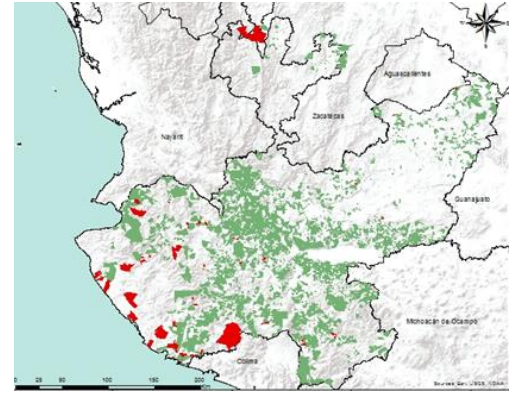 Aguascalientes
Zacatecas
Nayarit
Guanajuato
Michoacán de Ocampo
Colima
0 25 50 100 150 200
Sources: Esri, USGS, NOAA